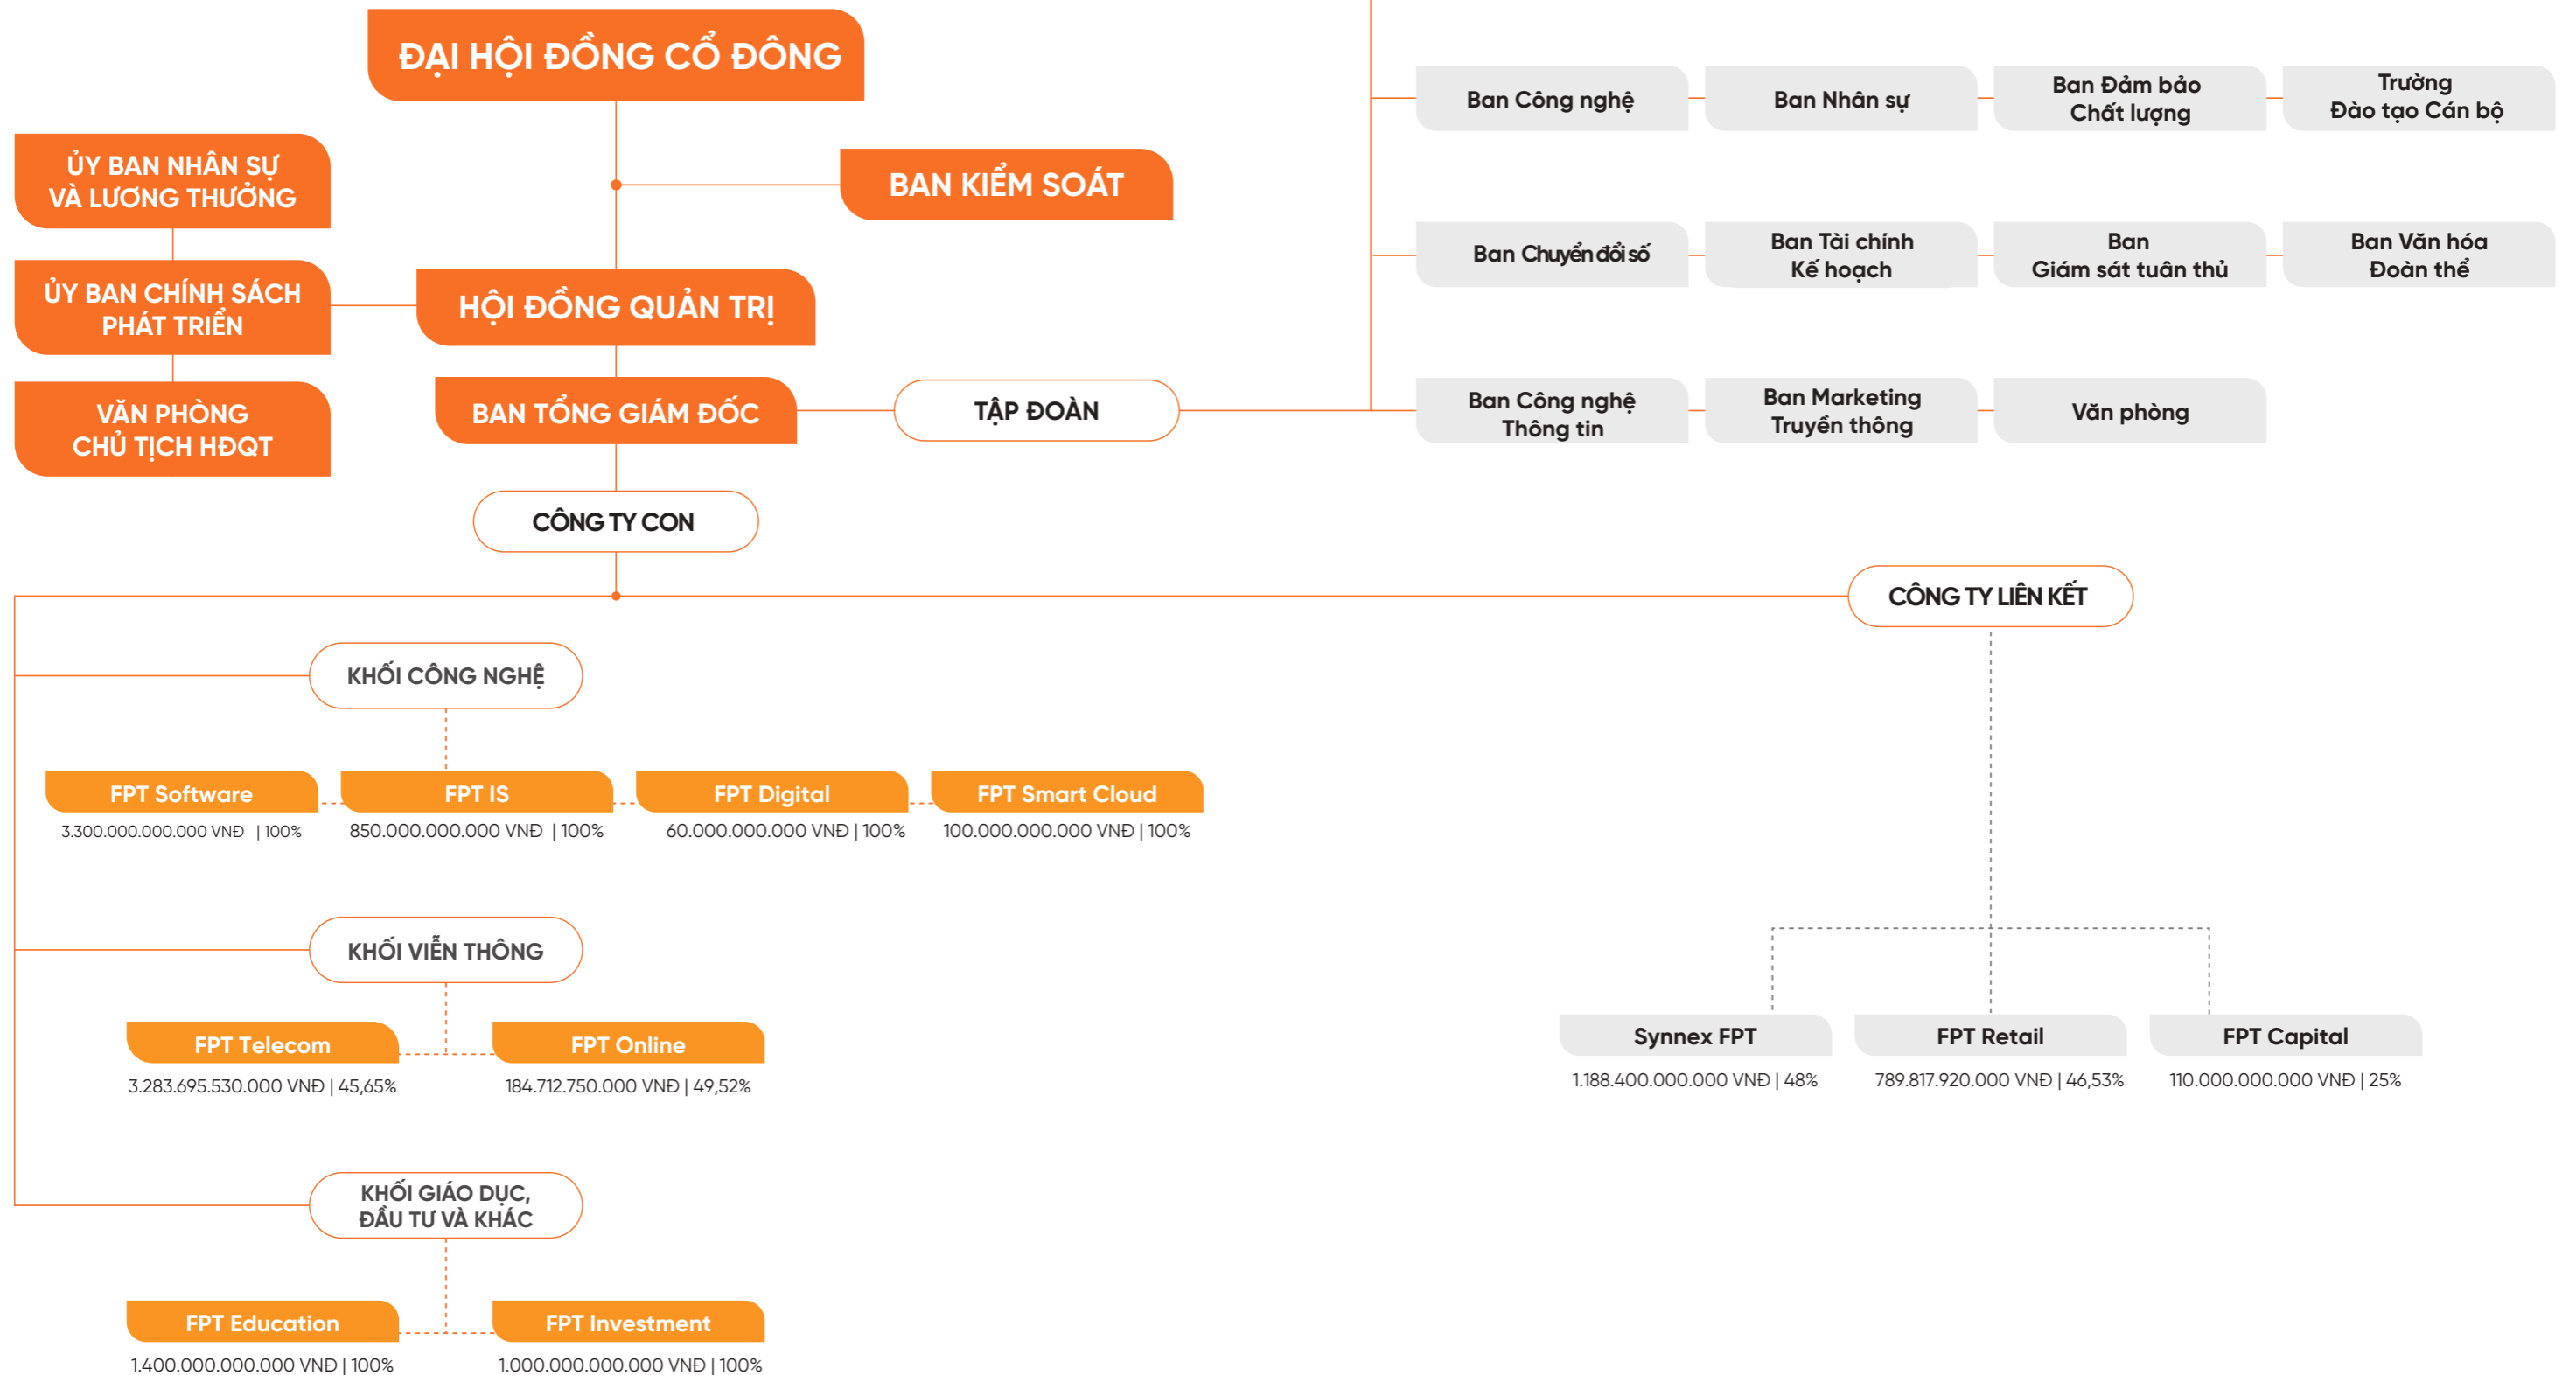 ĐẠI HỘI ĐỒNG CỔ ĐÔNG
ỦY BAN NHÂN SỰ
VÀ LƯƠNG THƯỞNG
BAN KIỂM SOÁT
ỦY BAN CHÍNH SÁCH
PHÁT TRIỂN
HỘI ĐỒNG QUẢN TRỊ
VĂN PHÒNG
CHỦ TỊCH HĐQT
BAN TỔNG GIÁM ĐỐC
TẬP ĐOÀN
Ban Công nghệ
Ban Nhân sự
Ban Đảm bảo
Chất lượng
Trường
Đào tạo Cán bộ
Ban Chuyển đổi số
Ban Tài chính
Kế hoạch
Ban
Giám sát tuân thủ
Ban Văn hóa
Đoàn thể
Ban Công nghệ
Thông tin
Ban Marketing
Truyền thông
Văn phòng
CÔNG TY CON
CÔNG TY LIÊN KẾT
KHỐI CÔNG NGHỆ
FPT Software
3.300.000.000.000 VNĐ | 100%
FPT IS
850.000.000.000 VNĐ | 100%
FPT Digital
60.000.000.000 VNĐ | 100%
FPT Smart Cloud
100.000.000.000 VNĐ | 100%
KHỐI VIỄN THÔNG
FPT Telecom
3.283.695.530.000 VNĐ | 45,65%
FPT Online
184.712.750.000 VNĐ | 49,52%
Synnex FPT
1.188.400.000.000 VNĐ | 48%
FPT Retail
789.817.920.000 VNĐ | 46,53%
FPT Capital
110.000.000.000 VNĐ | 25%
KHỐI GIÁO DỤC,
ĐẦU TƯ VÀ KHÁC
FPT Education
1.400.000.000.000 VNĐ | 100%
FPT Investment
1.000.000.000.000 VNĐ | 100%